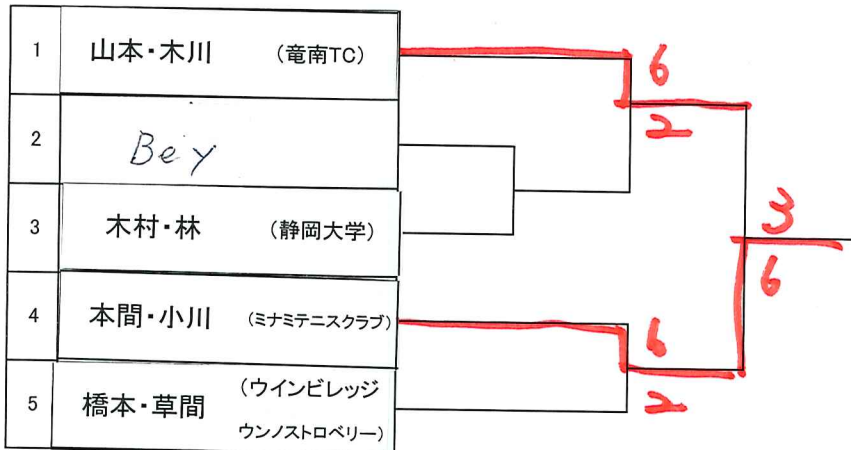 1 山本・木川 (竜南TC)
6
2
2 Bey
3 木村・林 (静岡大学)
3
6
4 本間・小川 (ミナミテニスクラブ)
6
2
5 橋本・草間 (ウインビレッジ
ウンノストロベリー)